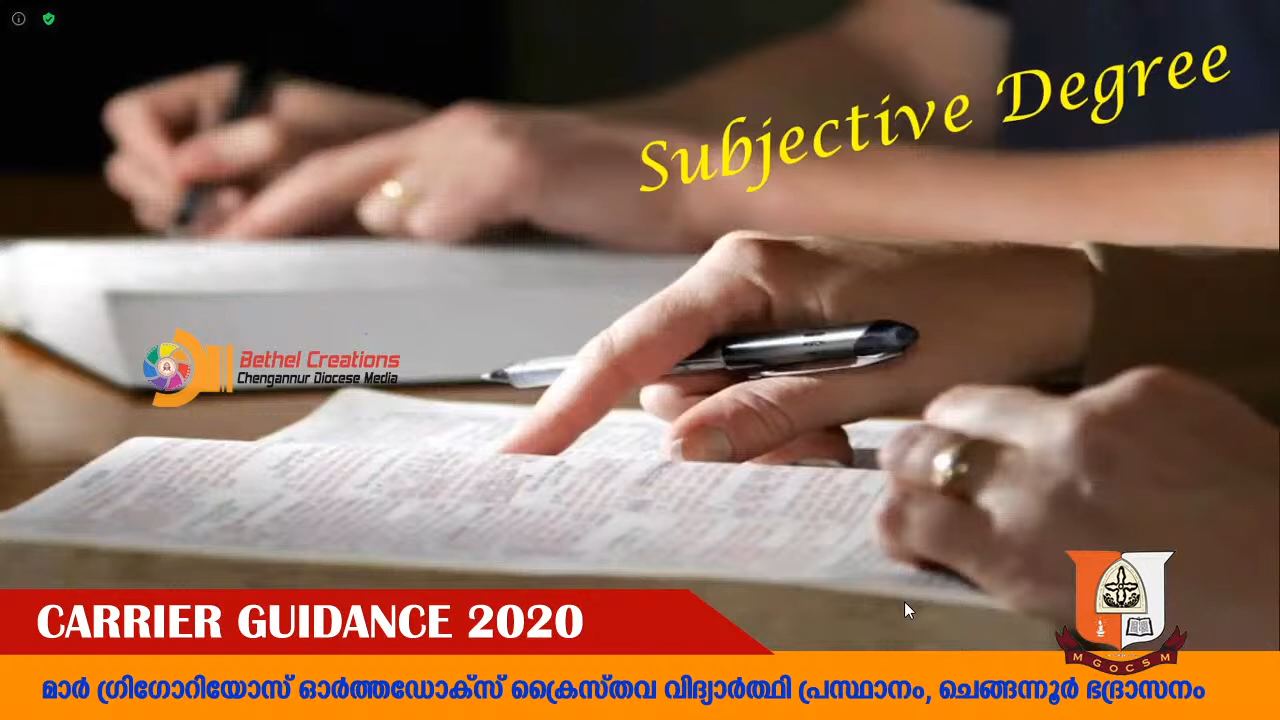 Subjective Degree
Bethel Creations
Chengannur Diocese Media
CARRIER GUIDANCE 2020
MGOCSM
മാർ ഗ്രിഗോറിയോസ് ഓർത്തഡോക്സ് ക്രൈസ്തവ വിദ്യാർത്ഥി പ്രസ്ഥാനം, ചെങ്ങന്നൂർ ഭദ്രാസനം